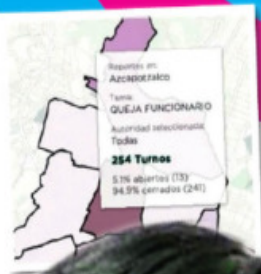 Reportes en:
Azcapotzalco
Tema:
QUEJA FUNCIONARIO
Autoridad seleccionada:
Todas
254 Turnos
5.1% abiertos (13)
94.9% cerrados (241)